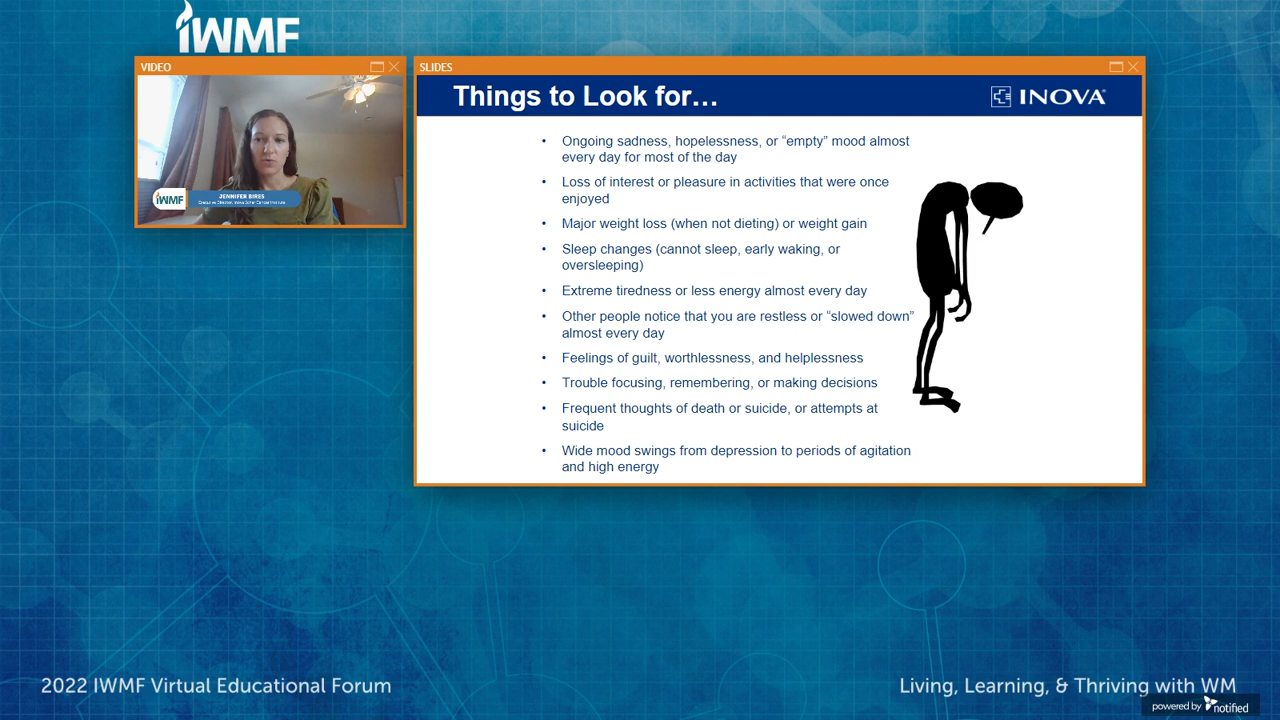 IWMF
VIDEO
SLIDES
Things to Look for…
INOVA
• Ongoing sadness, hopelessness, or “empty” mood almost
every day for most of the day
• Loss of interest or pleasure in activities that were once
enjoyed
• Major weight loss (when not dieting) or weight gain
• Sleep changes (cannot sleep, early waking, or
oversleeping)
• Extreme tiredness or less energy almost every day
• Other people notice that you are restless or “slowed down”
almost every day
• Feelings of guilt, worthlessness, and helplessness
• Trouble focusing, remembering, or making decisions
• Frequent thoughts of death or suicide, or attempts at
suicide
• Wide mood swings from depression to periods of agitation
and high energy
IWMF
JENNIFER BIRES
Executive Director,
2022 IWMF Virtual Educational Forum
Living, Learning, & Thriving with WM
powered by notified